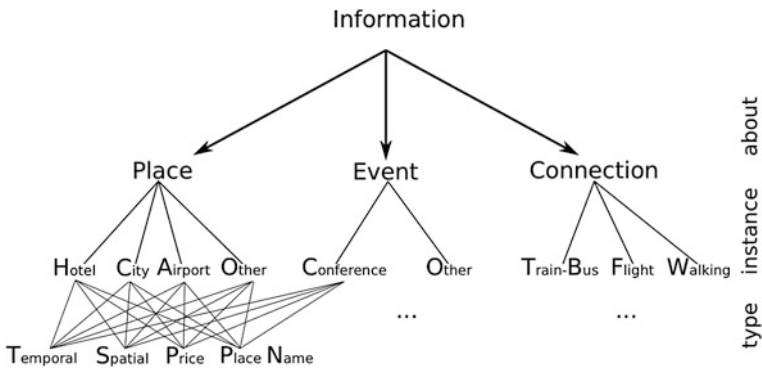 Information
about
Place Event Connection
instance
Hotel City Airport Other Conference Other Train-Bus Flight Walking
... ...
type
Temporal Spatial Price Place Name